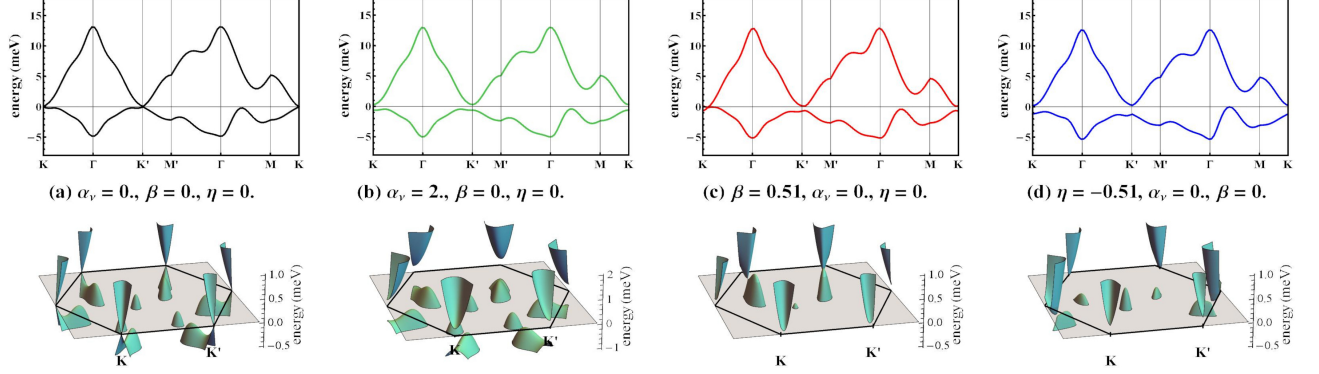 energy (meV)
15
10
5
0
−5
K Γ K' M' Γ M K
(a) αν = 0., β = 0., η = 0.
energy (meV)
15
10
5
0
−5
K Γ K' M' Γ M K
(b) αν = 2., β = 0., η = 0.
energy (meV)
15
10
5
0
−5
K Γ K' M' Γ M K
(c) β = 0.51, αν = 0., η = 0.
energy (meV)
15
10
5
0
−5
K Γ K' M' Γ M K
(d) η = −0.51, αν = 0., β = 0.
1.0
0.5
0.0
−0.5
energy (meV)
K
K'
2
1
0
−1
energy (meV)
K
K'
1.0
0.5
0.0
−0.5
energy (meV)
K
K'
1.0
0.5
0.0
−0.5
energy (meV)
K
K'